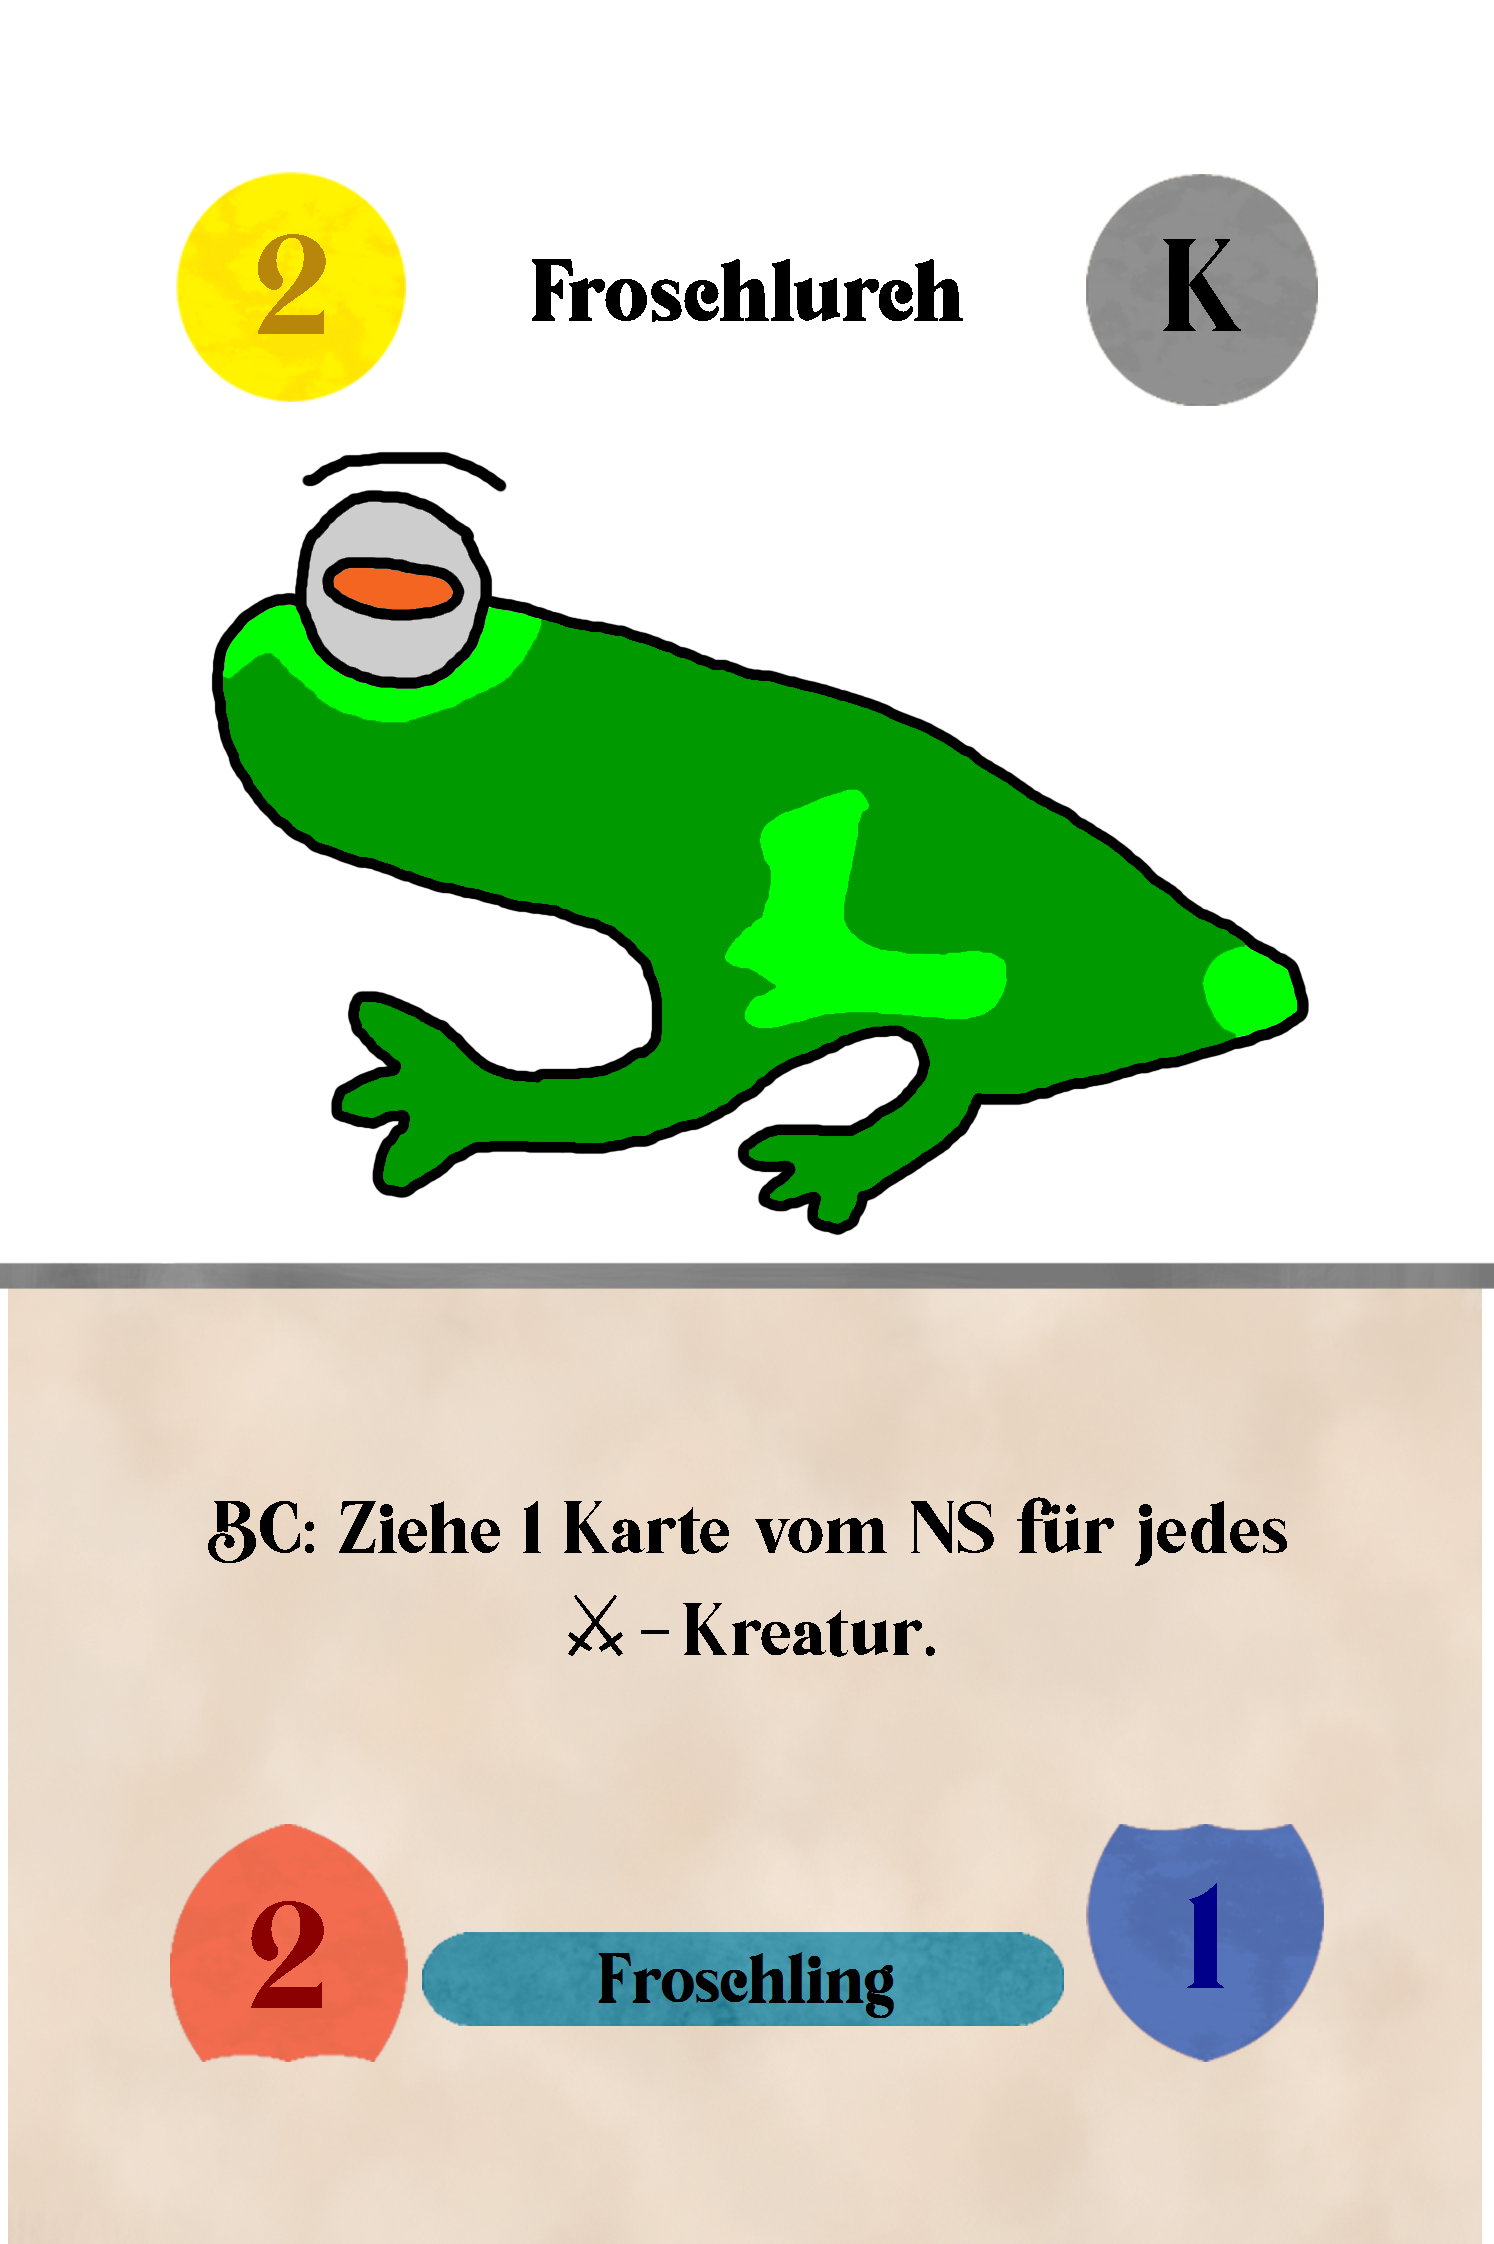 2 Froschlurch K
BC: Ziehe 1 Karte vom NS für jedes
⚔ - Kreatur.
2 Froschling 1